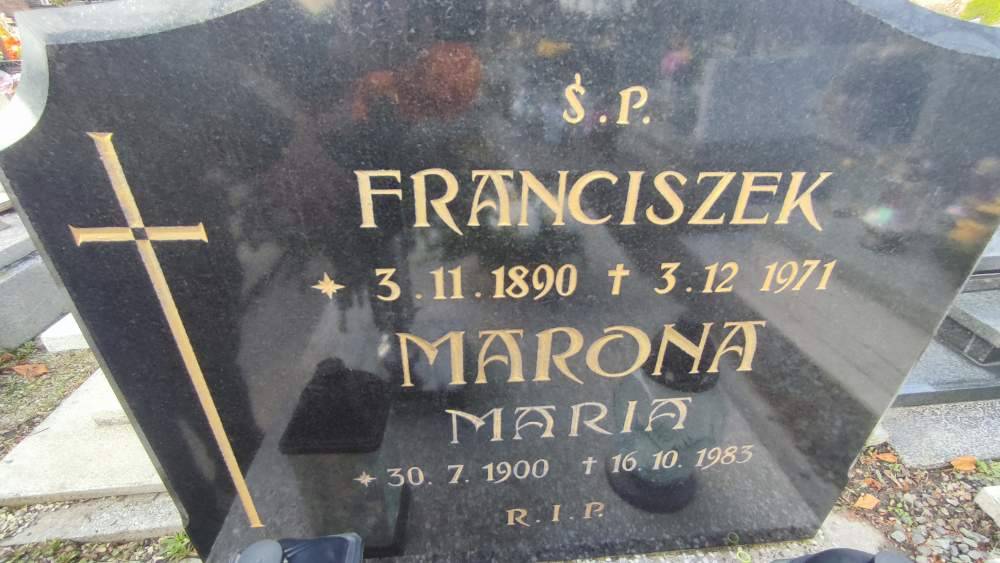 Ś.P.
FRANCISZEK
* 3.11.1890 † 3.12 1971
MARONA
MARIA
* 30.7.1900 † 16.10.1983
R.I.P.